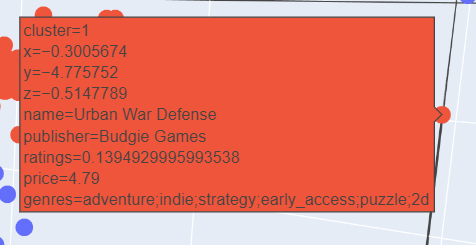 cluster=1
x=−0.3005674
y=−4.775752
z=−0.5147789
name=Urban War Defense
publisher=Budgie Games
ratings=0.1394929995993538
price=4.79
genres=adventure;indie;strategy;early_access;puzzle;2d